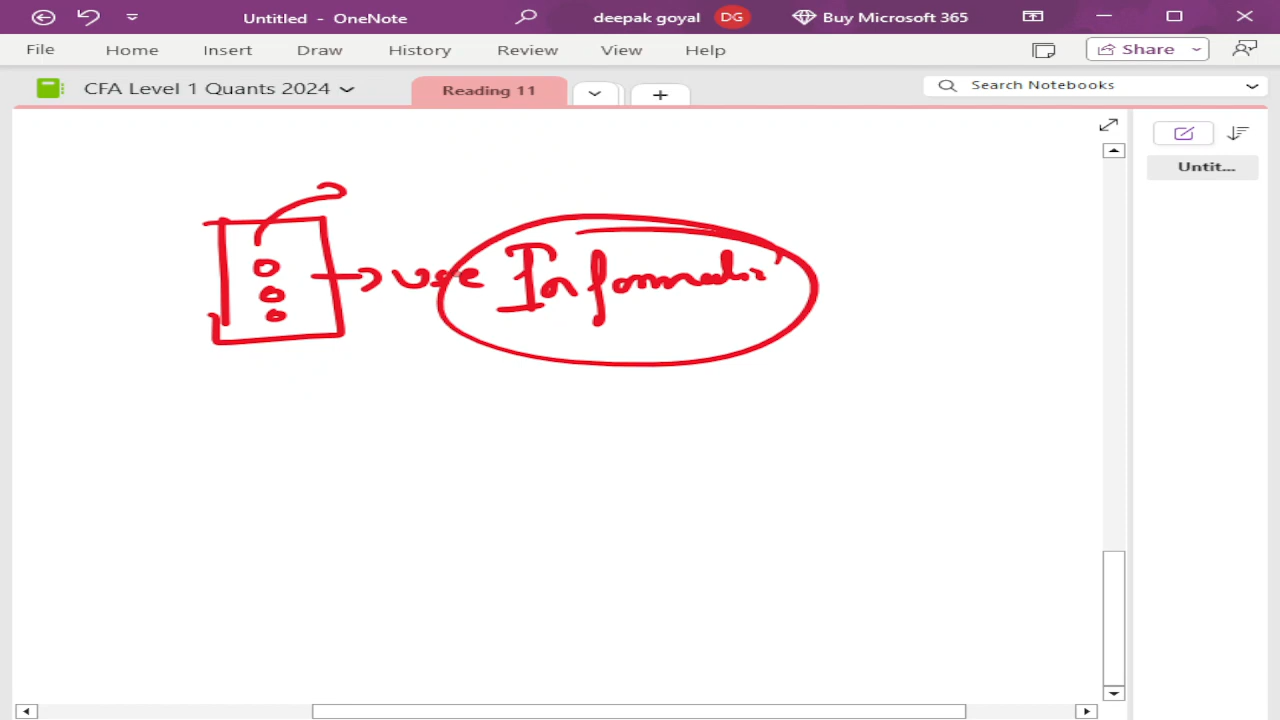 Untitled - OneNote deepak goyal DG Buy Microsoft 365
File Home Insert Draw History Review View Help Share
CFA Level 1 Quants 2024 Reading 11 Search Notebooks
Untit...
use Informatio